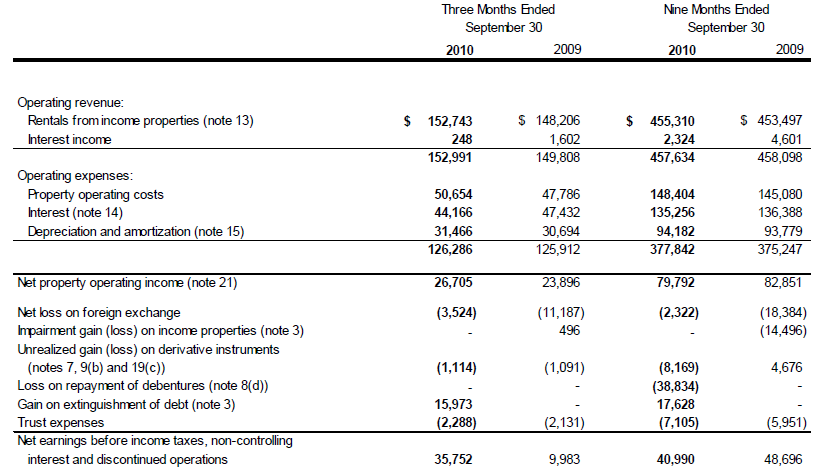 Three Months Ended Nine Months Ended
September 30 September 30
2010 2009 2010 2009
Operating revenue:
Rentals from income properties (note 13) $ 152,743 $ 148,206 $ 455,310 $ 453,497
Interest income 248 1,602 2,324 4,601
152,991 149,808 457,634 458,098
Operating expenses:
Property operating costs 50,654 47,786 148,404 145,080
Interest (note 14) 44,166 47,432 135,256 136,388
Depreciation and amortization (note 15) 31,466 30,694 94,182 93,779
126,286 125,912 377,842 375,247
Net property operating income (note 21) 26,705 23,896 79,792 82,851
Net loss on foreign exchange (3,524) (11,187) (2,322) (18,384)
Impairment gain (loss) on income properties (note 3) - 496 - (14,496)
Unrealized gain (loss) on derivative instruments
(notes 7, 9(b) and 19(c)) (1,114) (1,091) (8,169) 4,676
Loss on repayment of debentures (note 8(d)) - - (38,834) -
Gain on extinguishment of debt (note 3) 15,973 - 17,628 -
Trust expenses (2,288) (2,131) (7,105) (5,951)
Net earnings before income taxes, non-controlling
interest and discontinued operations 35,752 9,983 40,990 48,696